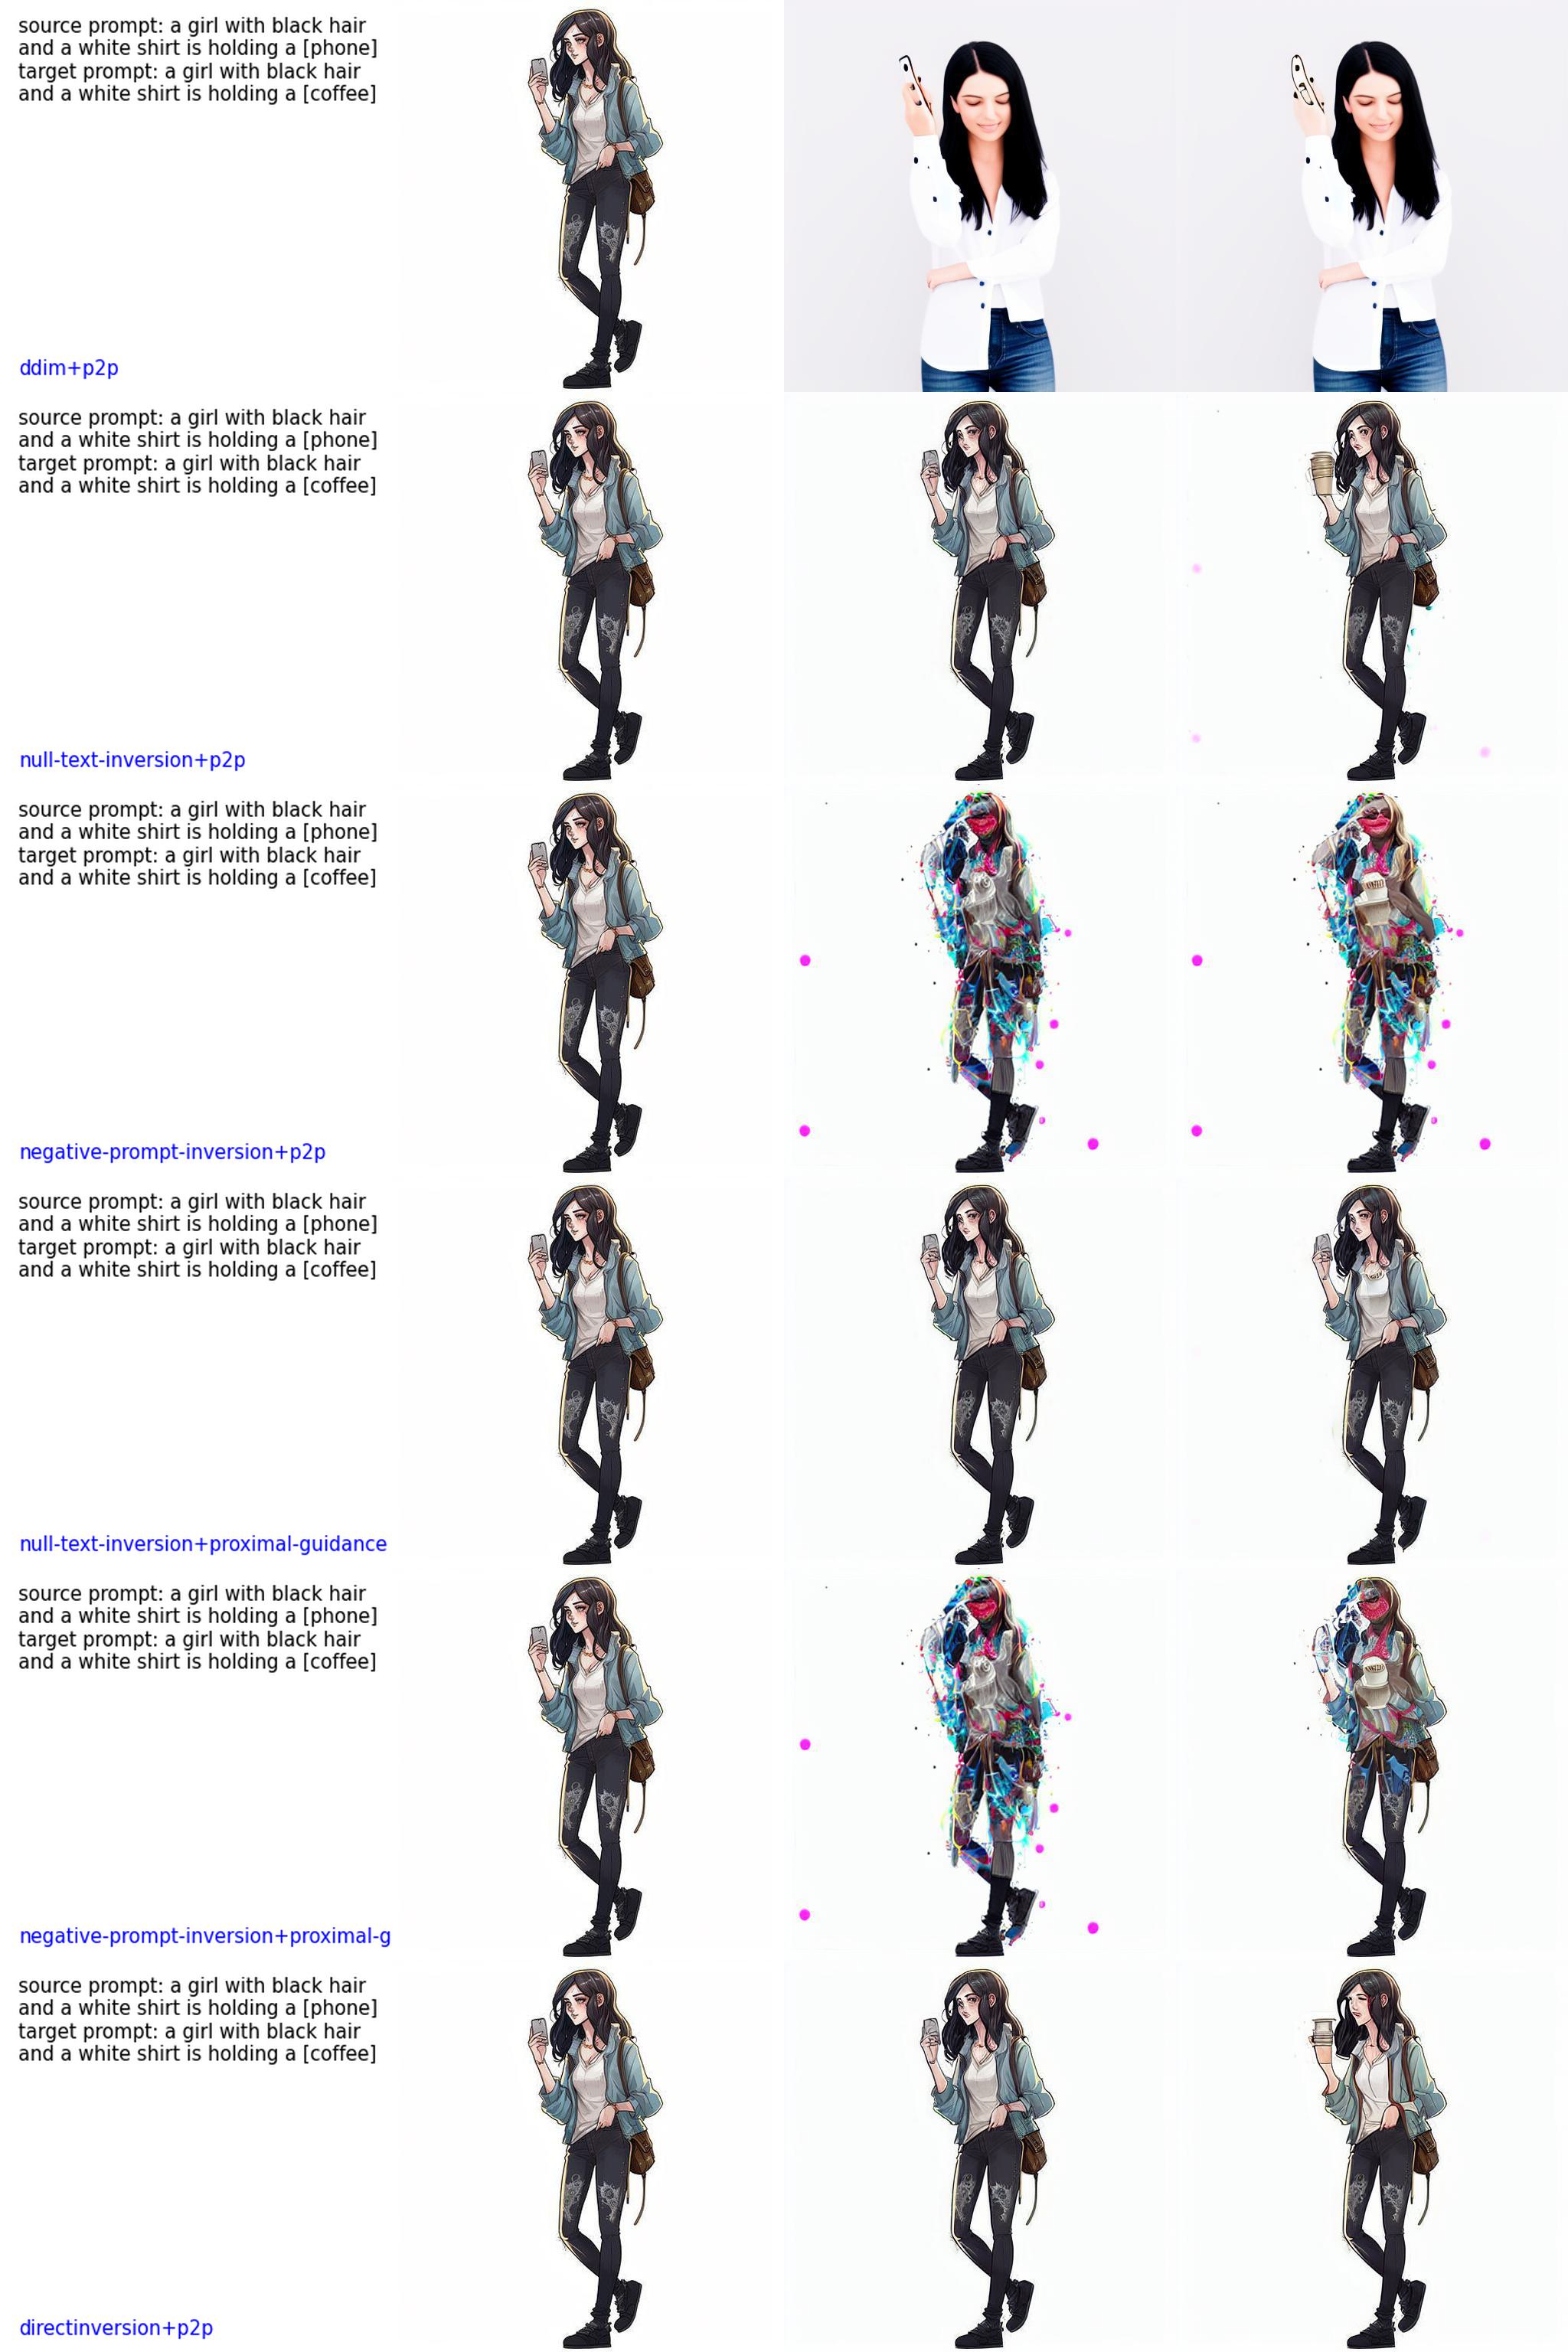 source prompt: a girl with black hair
and a white shirt is holding a [phone]
target prompt: a girl with black hair
and a white shirt is holding a [coffee]
ddim+p2p
source prompt: a girl with black hair
and a white shirt is holding a [phone]
target prompt: a girl with black hair
and a white shirt is holding a [coffee]
null-text-inversion+p2p
source prompt: a girl with black hair
and a white shirt is holding a [phone]
target prompt: a girl with black hair
and a white shirt is holding a [coffee]
negative-prompt-inversion+p2p
source prompt: a girl with black hair
and a white shirt is holding a [phone]
target prompt: a girl with black hair
and a white shirt is holding a [coffee]
null-text-inversion+proximal-guidance
source prompt: a girl with black hair
and a white shirt is holding a [phone]
target prompt: a girl with black hair
and a white shirt is holding a [coffee]
negative-prompt-inversion+proximal-g
source prompt: a girl with black hair
and a white shirt is holding a [phone]
target prompt: a girl with black hair
and a white shirt is holding a [coffee]
directinversion+p2p